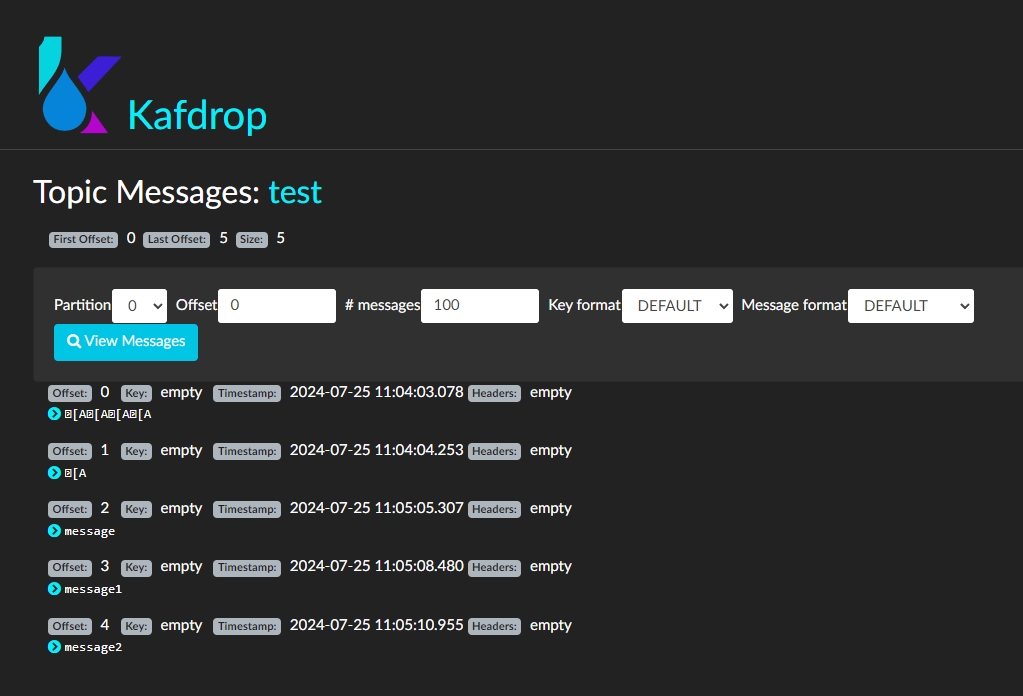 Kafdrop
Topic Messages: test
First Offset: 0 Last Offset: 5 Size: 5
Partition 0 Offset 0 # messages 100 Key format DEFAULT Message format DEFAULT
View Messages
Offset: 0 Key: empty Timestamp: 2024-07-25 11:04:03.078 Headers: empty
␛[A␛[A␛[A␛[A
Offset: 1 Key: empty Timestamp: 2024-07-25 11:04:04.253 Headers: empty
␛[A
Offset: 2 Key: empty Timestamp: 2024-07-25 11:05:05.307 Headers: empty
message
Offset: 3 Key: empty Timestamp: 2024-07-25 11:05:08.480 Headers: empty
message1
Offset: 4 Key: empty Timestamp: 2024-07-25 11:05:10.955 Headers: empty
message2